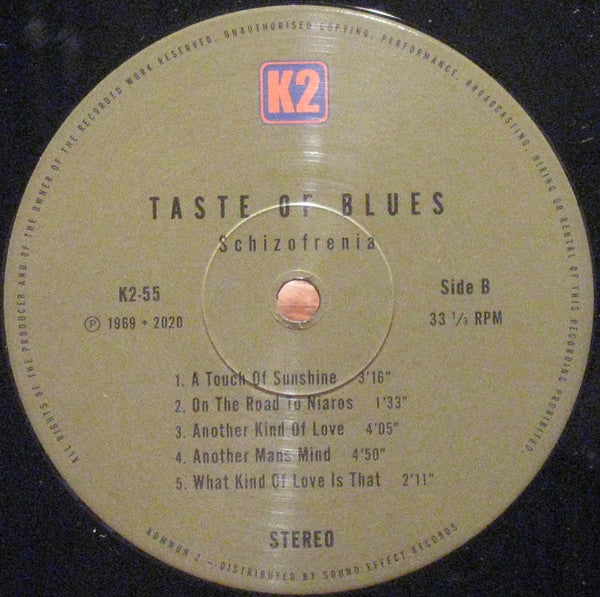 ALL RIGHTS OF THE PRODUCER AND OF THE OWNER OF THE RECORDED WORK RESERVED. UNAUTHORISED COPYING, PERFORMANCE, BROADCASTING, HIRING OR RENTAL OF THIS RECORDING PROHIBITED
K2
TASTE OF BLUES
Schizofrenia
K2-55
Side B
℗ 1969 + 2020
33 ⅓ RPM
1. A Touch Of Sunshine 3'16"
2. On The Road To Niaros 1'33"
3. Another Kind Of Love 4'05"
4. Another Mans Mind 4'50"
5. What Kind Of Love Is That 2'11"
STEREO
KOMMUN 2 - DISTRIBUTED BY SOUND EFFECT RECORDS